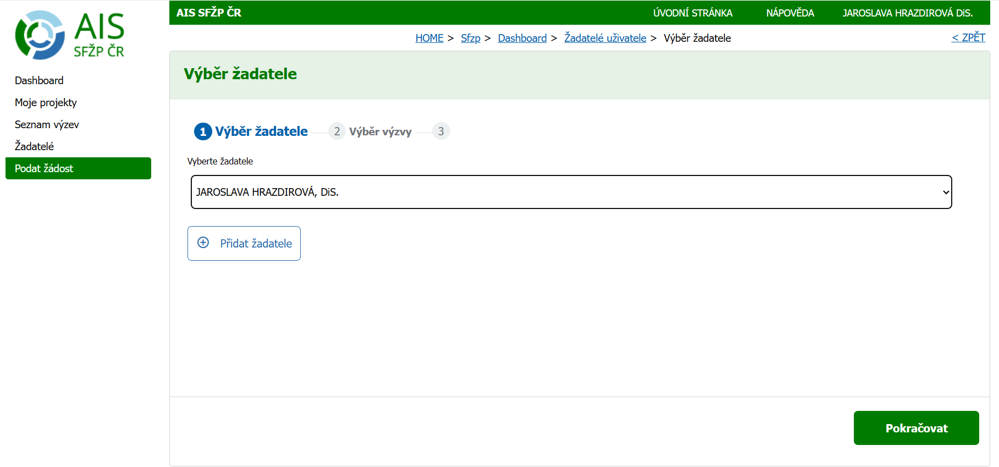 AIS
SFŽP ČR
Dashboard
Moje projekty
Seznam výzev
Žadatelé
Podat žádost
AIS SFŽP ČR ÚVODNÍ STRÁNKA NÁPOVĚDA JAROSLAVA HRAZDIROVÁ DiS.
HOME > Sfzp > Dashboard > Žadatelé uživatele > Výběr žadatele < ZPĚT
Výběr žadatele
1 Výběr žadatele 2 Výběr výzvy 3
Vyberte žadatele
JAROSLAVA HRAZDIROVÁ, DiS.
Přidat žadatele
Pokračovat